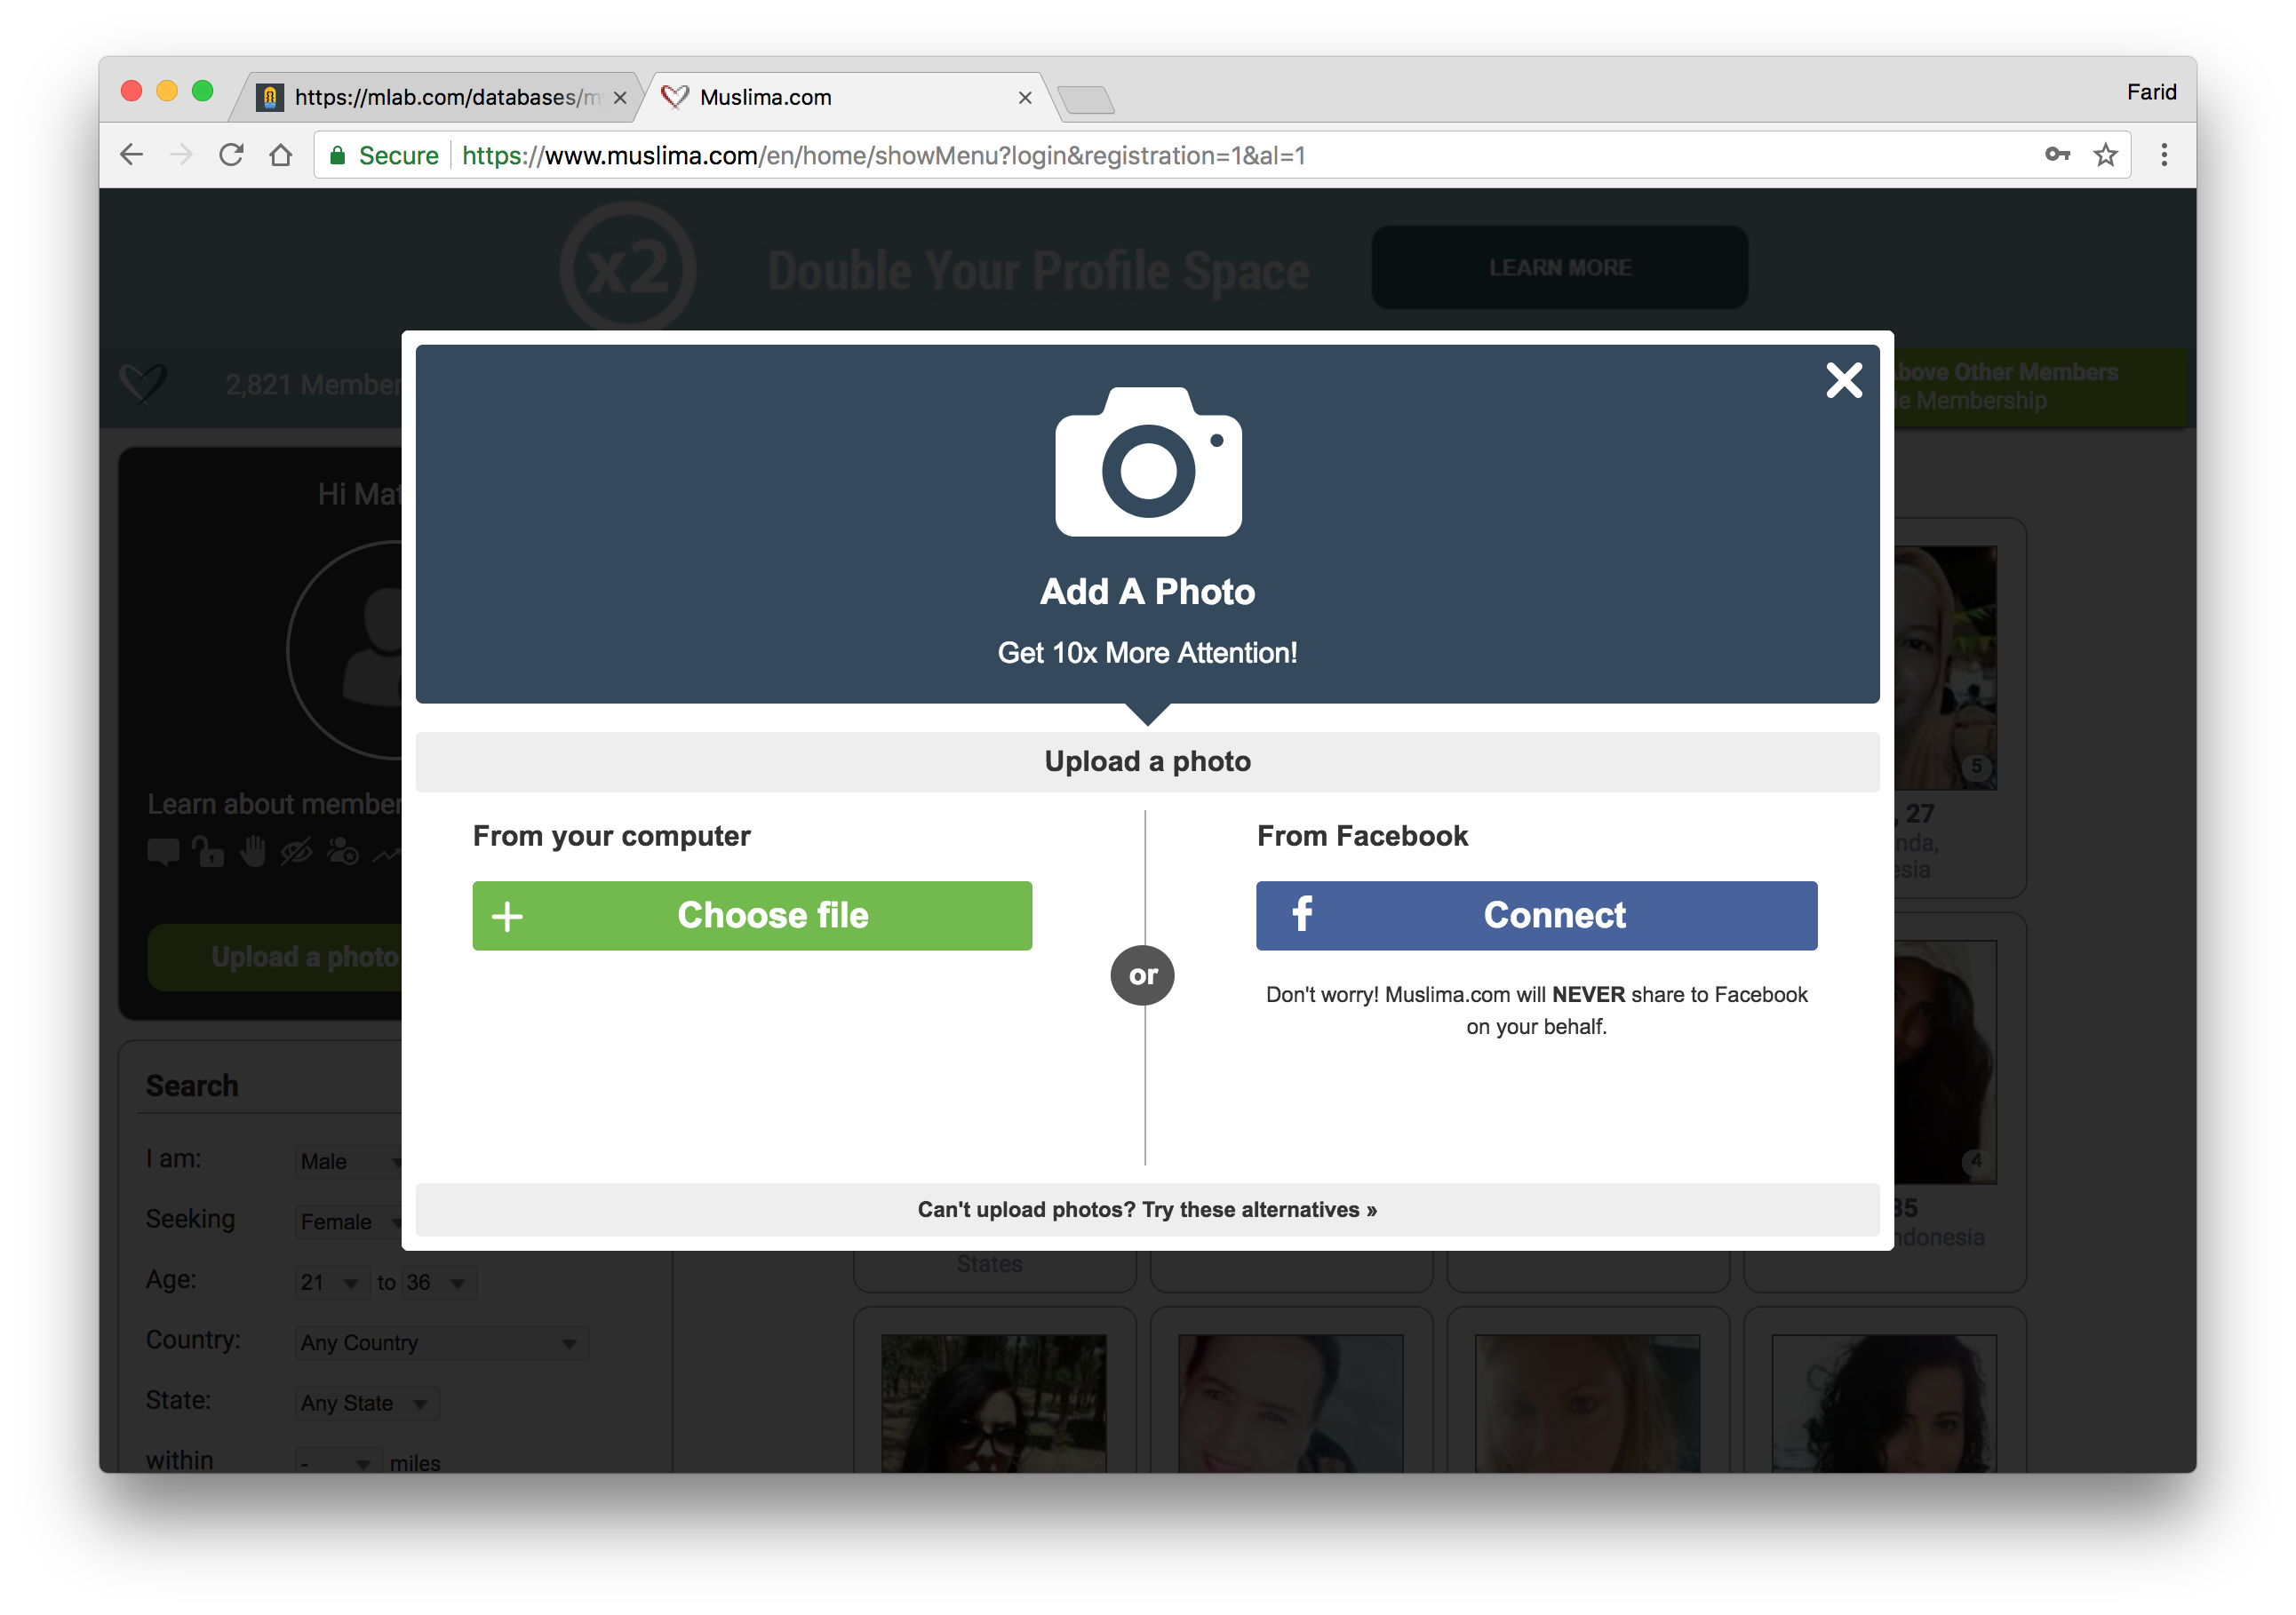 https://mlab.com/databases/my
Muslima.com
Farid
Secure
https://www.muslima.com/en/home/showMenu?login&registration=1&al=1
x2
Double Your Profile Space
LEARN MORE
2,821 Member
bove Other Members
le Membership
Hi Mat
Learn about member
Upload a photo
Add A Photo
Get 10x More Attention!
Upload a photo
From your computer
Choose file
or
From Facebook
f Connect
Don't worry! Muslima.com will NEVER share to Facebook
on your behalf.
Can't upload photos? Try these alternatives »
5
, 27
nda,
esia
4
35
ndonesia
States
Search
I am: Male
Seeking Female
Age: 21 to 36
Country: Any Country
State: Any State
within - miles